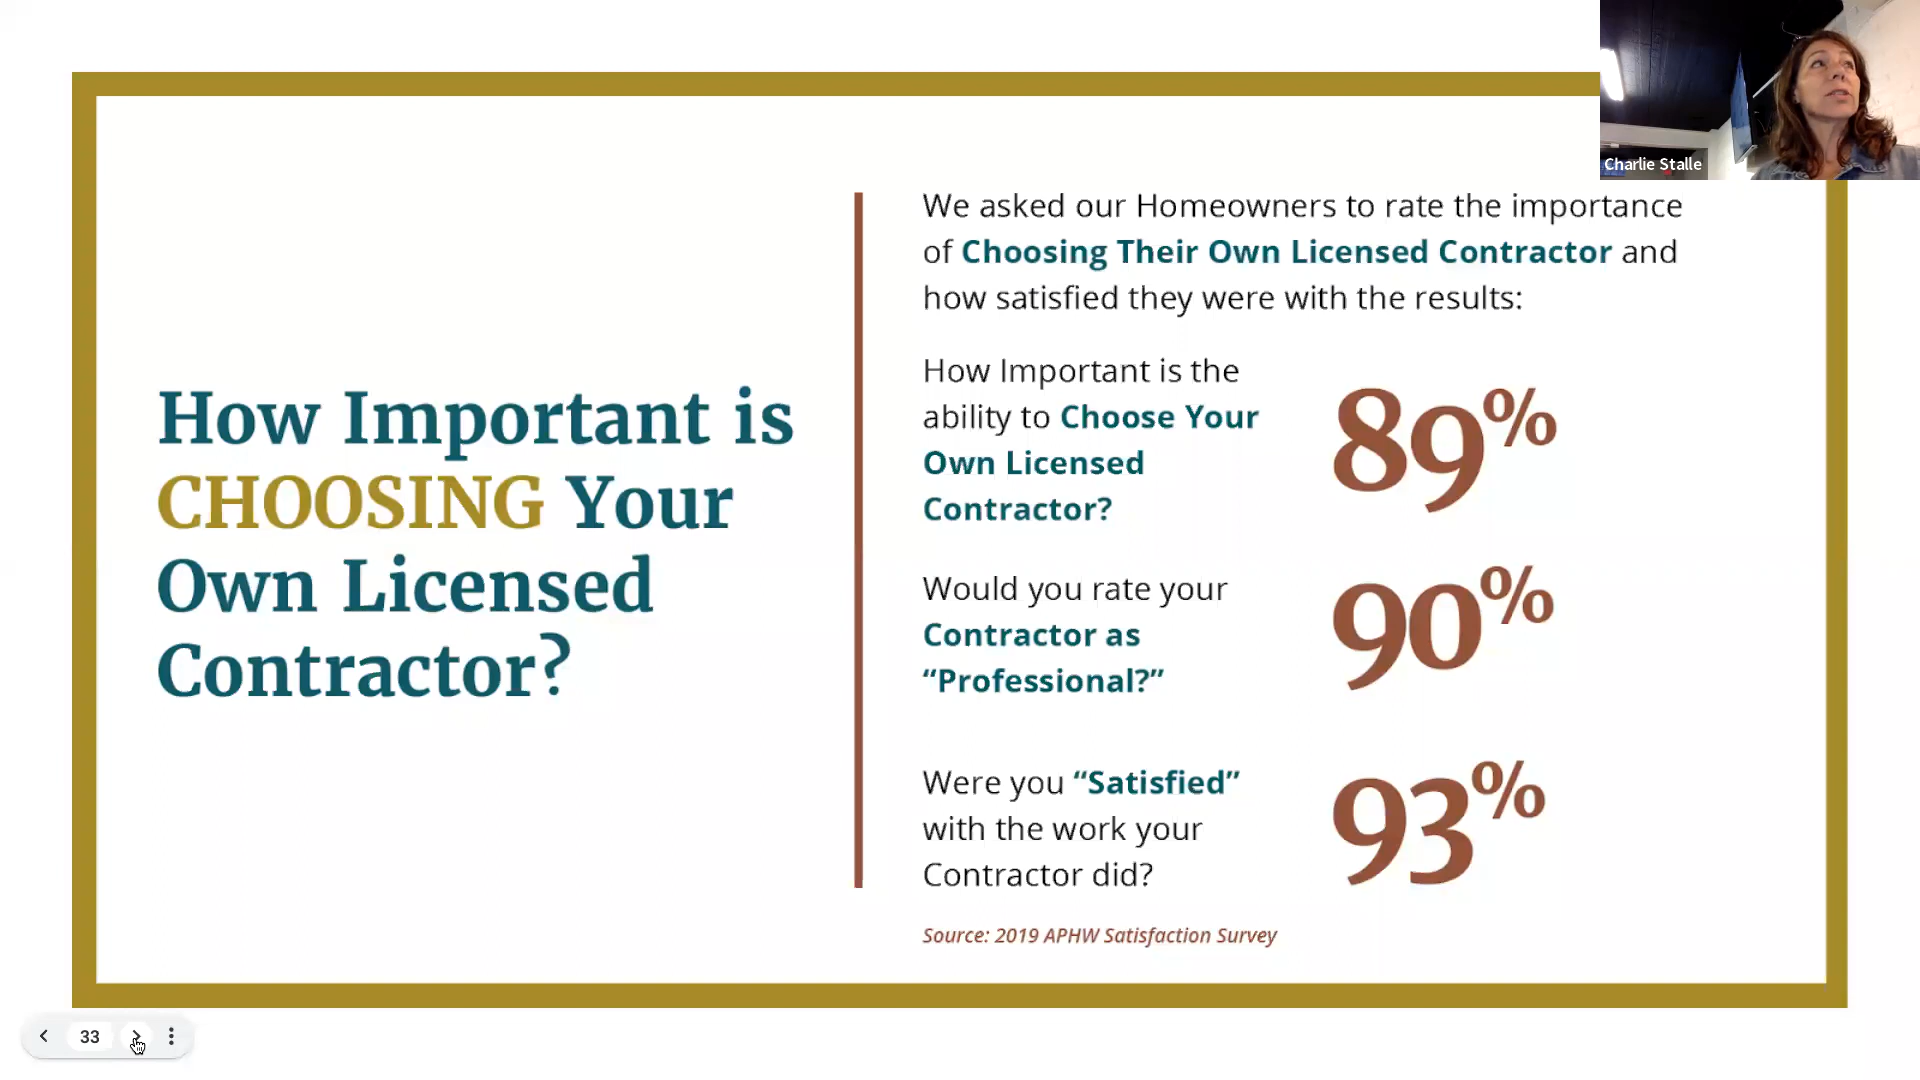 Charlie Stalle
How Important is
CHOOSING Your
Own Licensed
Contractor?
We asked our Homeowners to rate the importance
of Choosing Their Own Licensed Contractor and
how satisfied they were with the results:
How Important is the
ability to Choose Your
Own Licensed
Contractor?
89%
Would you rate your
Contractor as
“Professional?”
90%
Were you “Satisfied”
with the work your
Contractor did?
93%
Source: 2019 APHW Satisfaction Survey
33